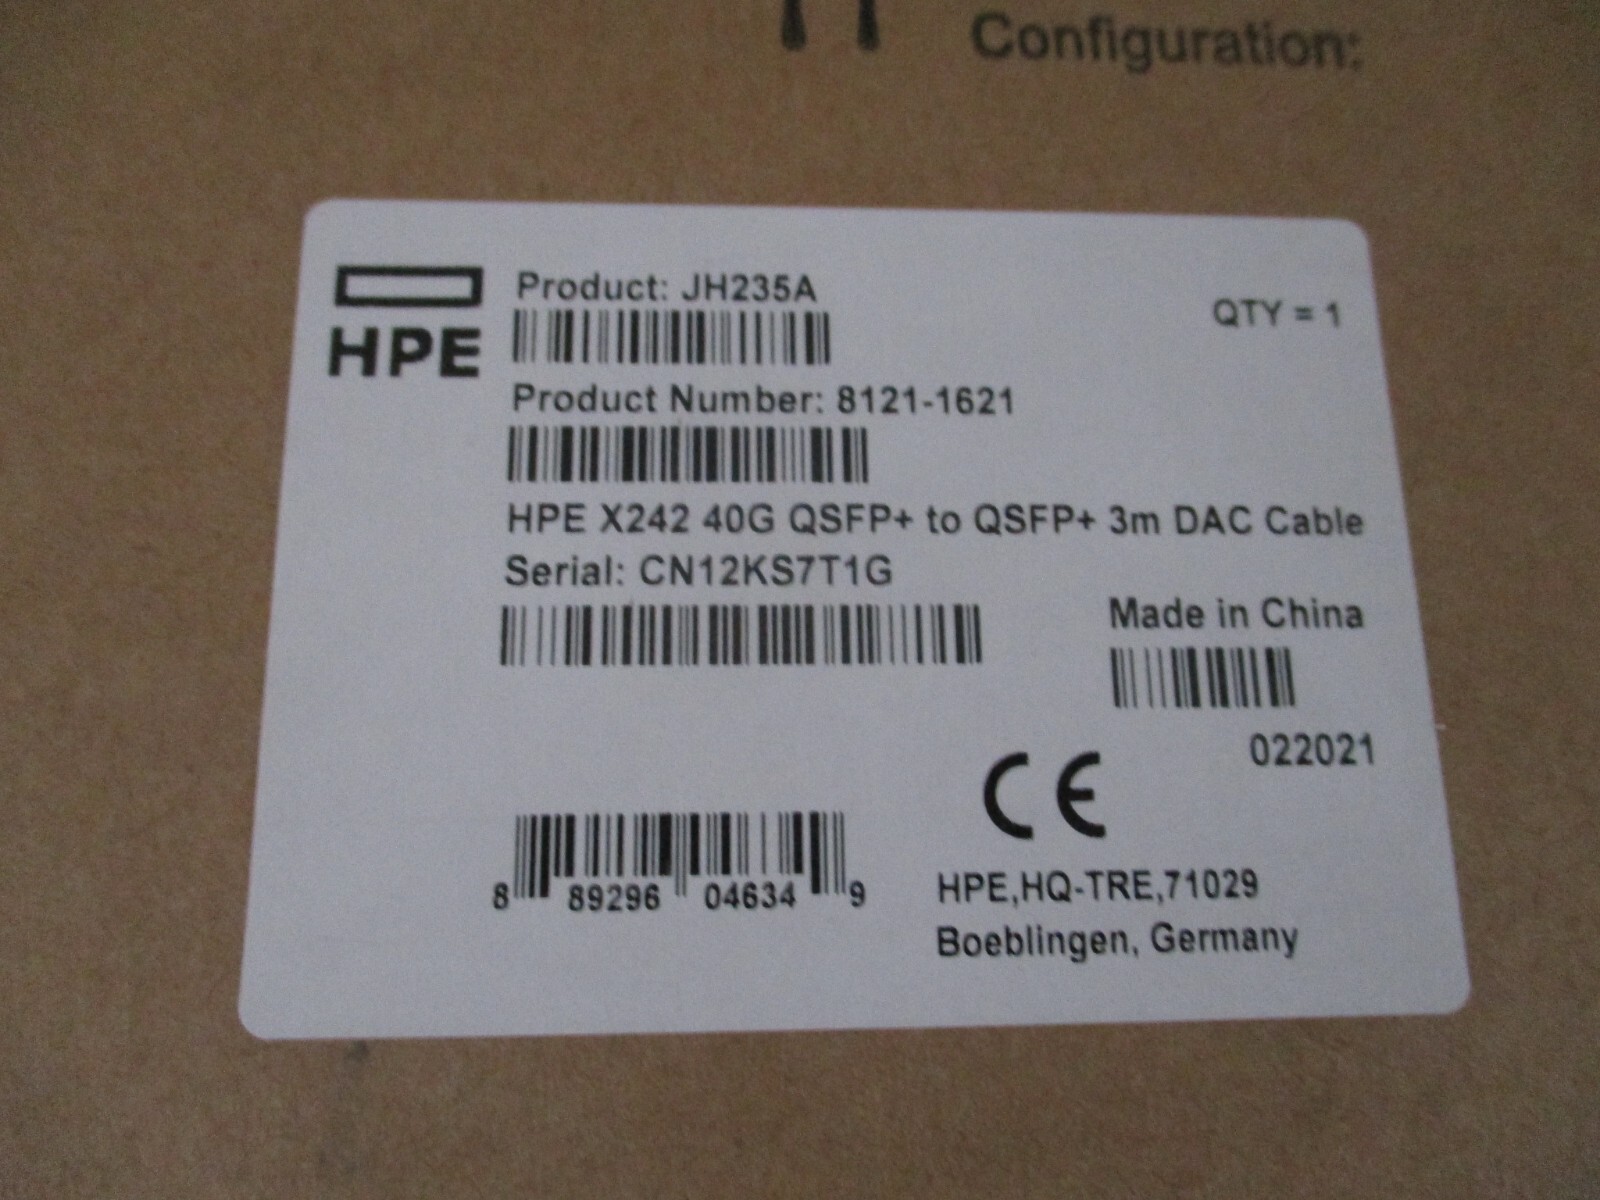 Configuration:
HPE
Product: JH235A
QTY = 1
Product Number: 8121-1621
HPE X242 40G QSFP+ to QSFP+ 3m DAC Cable
Serial: CN12KS7T1G
Made in China
022021
CE
8 89296 04634 9
HPE,HQ-TRE,71029
Boeblingen, Germany